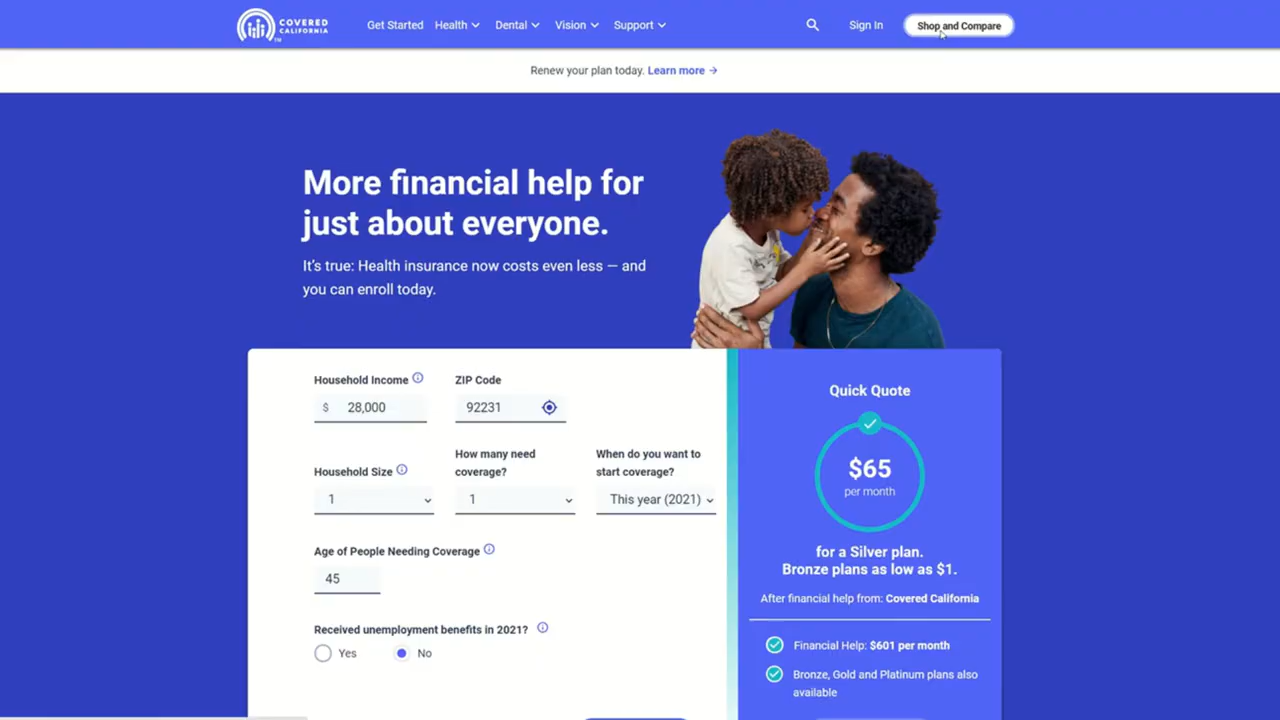 COVERED
CALIFORNIA
TM
Get Started
Health
Dental
Vision
Support
Sign In
Shop and Compare
Renew your plan today. Learn more →
More financial help for
just about everyone.
It's true: Health insurance now costs even less — and
you can enroll today.
Household Income
ZIP Code
$ 28,000
92231
Household Size
How many need
coverage?
When do you want to
start coverage?
1
1
This year (2021)
Age of People Needing Coverage
45
Received unemployment benefits in 2021?
Yes
No
Quick Quote
$65
per month
for a Silver plan.
Bronze plans as low as $1.
After financial help from: Covered California
Financial Help: $601 per month
Bronze, Gold and Platinum plans also
available